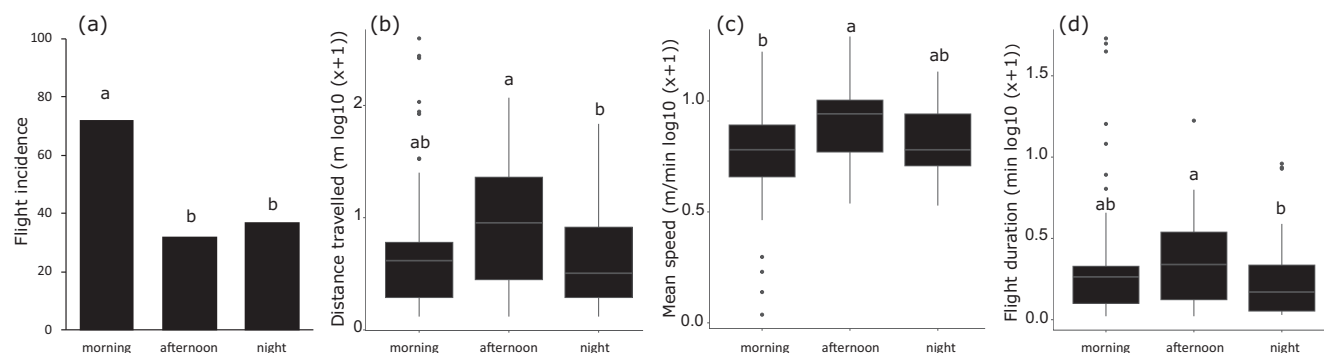 (a)
Flight incidence
100
80
60
40
20
0
a
b
b
morning
afternoon
night
(b)
Distance travelled (m log10 (x+1))
2
1
0
ab
a
b
morning
afternoon
night
(c)
Mean speed (m/min log10 (x+1))
1.0
0.5
0.0
b
a
ab
morning
afternoon
night
(d)
Flight duration (min log10 (x+1))
1.5
1.0
0.5
0.0
ab
a
b
morning
afternoon
night